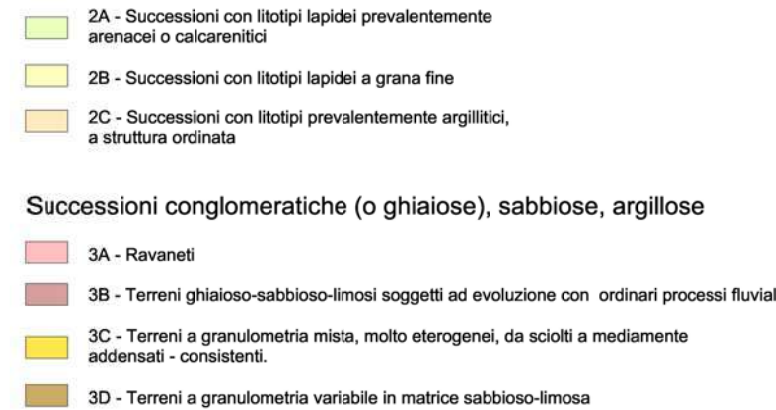 2A - Successioni con litotipi lapidei prevalentemente
arenacei o calcarenitici
2B - Successioni con litotipi lapidei a grana fine
2C - Successioni con litotipi prevalentemente argillitici,
a struttura ordinata
Successioni conglomeratiche (o ghiaiose), sabbiose, argillose
3A - Ravaneti
3B - Terreni ghiaioso-sabbioso-limosi soggetti ad evoluzione con ordinari processi fluvial
3C - Terreni a granulometria mista, molto eterogenei, da sciolti a mediamente
addensati - consistenti.
3D - Terreni a granulometria variabile in matrice sabbioso-limosa